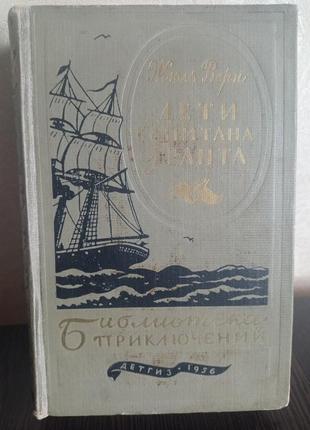 Жюль Верн
ДЕТИ
КАПИТАНА
ГРАНТА
Библиотека
ПРИКЛЮЧЕНИЙ
ДЕТГИЗ • 1956